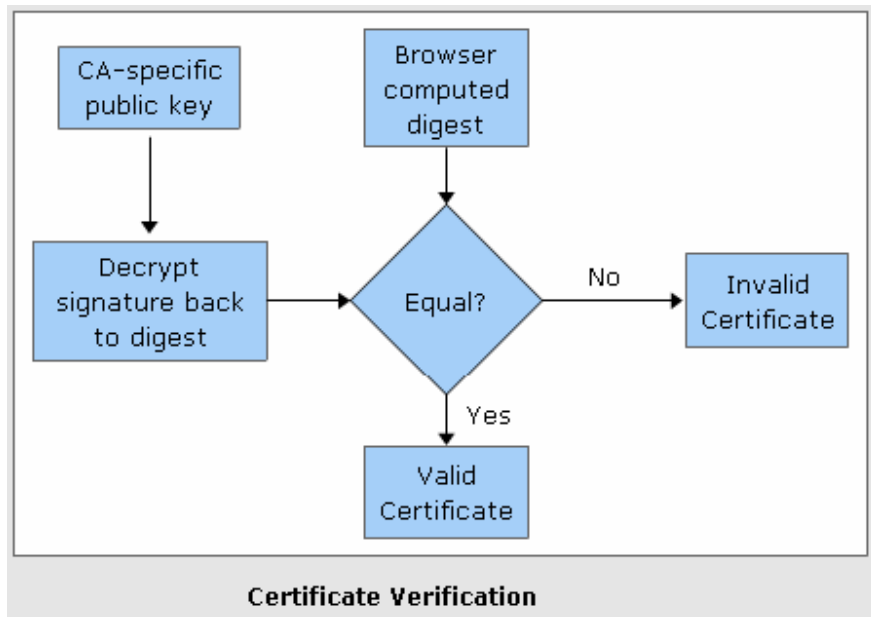 CA-specific
public key
Browser
computed
digest
Decrypt
signature back
to digest
Equal?
No
Invalid
Certificate
Yes
Valid
Certificate
Certificate Verification